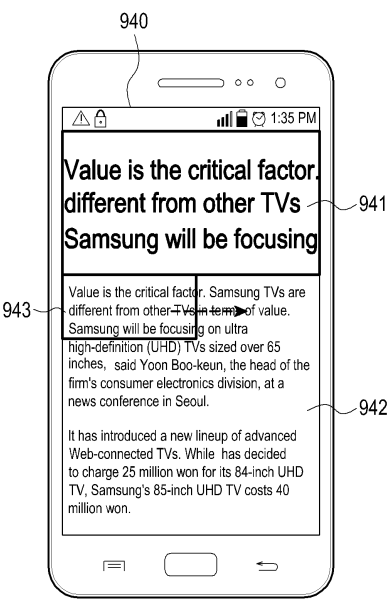 940
1:35 PM
Value is the critical factor.
different from other TVs
941
Samsung will be focusing
Value is the critical factor. Samsung TVs are
943
different from other TVs in terms of value.
Samsung will be focusing on ultra
high-definition (UHD) TVs sized over 65
inches, said Yoon Boo-keun, the head of the
firm's consumer electronics division, at a
news conference in Seoul.
942
It has introduced a new lineup of advanced
Web-connected TVs. While has decided
to charge 25 million won for its 84-inch UHD
TV, Samsung's 85-inch UHD TV costs 40
million won.